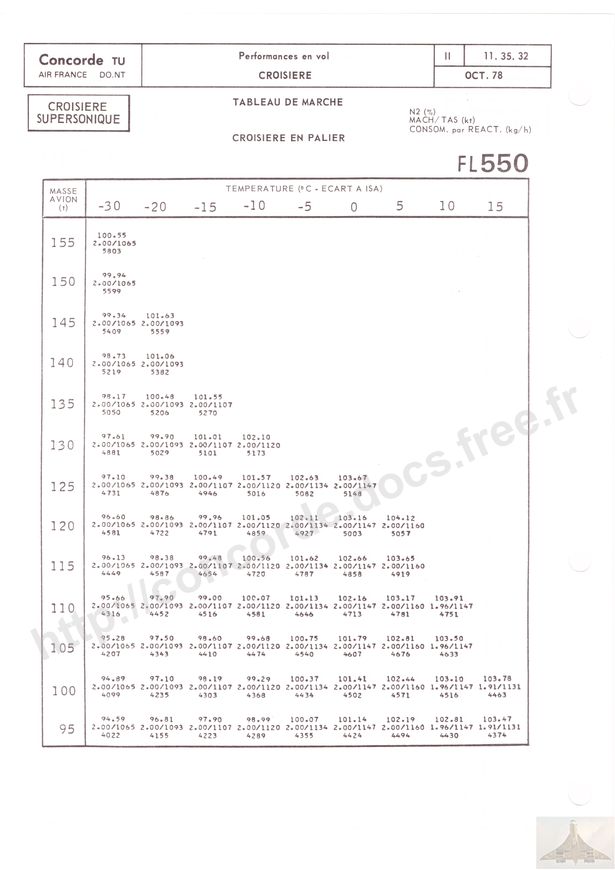 Concorde TU
AIR FRANCE DO.NT
Performances en vol
CROISIERE
II
11. 35. 32
OCT. 78
CROISIERE
SUPERSONIQUE
TABLEAU DE MARCHE
CROISIERE EN PALIER
N2 (%)
MACH/TAS (kt)
CONSOM. par REACT. (kg/h)
FL550
MASSE
AVION
(t)
TEMPERATURE (°C - ECART A ISA)
-30 -20 -15 -10 -5 0 5 10 15
155
100.55
2.00/1065
5803
150
99.94
2.00/1065
5599
145
99.34 101.63
2.00/1065 2.00/1093
5409 5559
140
98.73 101.06
2.00/1065 2.00/1093
5219 5382
135
98.17 100.48 101.55
2.00/1065 2.00/1093 2.00/1107
5050 5206 5270
130
97.61 99.90 101.01 102.10
2.00/1065 2.00/1093 2.00/1107 2.00/1120
4881 5029 5101 5173
125
97.10 99.38 100.49 101.57 102.63 103.67
2.00/1065 2.00/1093 2.00/1107 2.00/1120 2.00/1134 2.00/1147
4731 4876 4946 5016 5082 5148
120
96.60 98.86 99.96 101.05 102.11 103.16 104.12
2.00/1065 2.00/1093 2.00/1107 2.00/1120 2.00/1134 2.00/1147 2.00/1160
4581 4722 4791 4859 4927 5003 5057
115
96.13 98.38 99.48 100.56 101.62 102.66 103.65
2.00/1065 2.00/1093 2.00/1107 2.00/1120 2.00/1134 2.00/1147 2.00/1160
4449 4587 4654 4720 4787 4858 4919
110
95.66 97.90 99.00 100.07 101.13 102.16 103.17 103.91
2.00/1065 2.00/1093 2.00/1107 2.00/1120 2.00/1134 2.00/1147 2.00/1160 1.96/1147
4316 4452 4516 4581 4646 4713 4781 4751
105
95.28 97.50 98.60 99.68 100.75 101.79 102.81 103.50
2.00/1065 2.00/1093 2.00/1107 2.00/1120 2.00/1134 2.00/1147 2.00/1160 1.96/1147
4207 4343 4410 4474 4540 4607 4676 4633
100
94.89 97.10 98.19 99.29 100.37 101.41 102.44 103.10 103.78
2.00/1065 2.00/1093 2.00/1107 2.00/1120 2.00/1134 2.00/1147 2.00/1160 1.96/1147 1.91/1131
4099 4235 4303 4368 4434 4502 4571 4516 4463
95
94.59 96.81 97.90 98.99 100.07 101.14 102.19 102.81 103.47
2.00/1065 2.00/1093 2.00/1107 2.00/1120 2.00/1134 2.00/1147 2.00/1160 1.96/1147 1.91/1131
4022 4155 4223 4289 4355 4424 4494 4430 4374
http://concorde.docs.free.fr